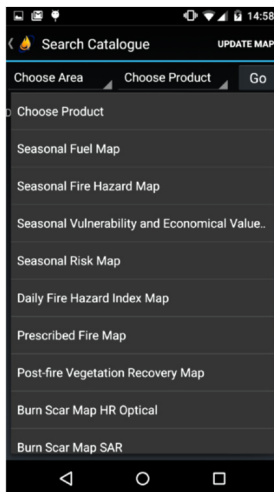 14:58
Search Catalogue
UPDATE MAP
Choose Area
Choose Product
Go
Choose Product
Seasonal Fuel Map
Seasonal Fire Hazard Map
Seasonal Vulnerability and Economical Value..
Seasonal Risk Map
Daily Fire Hazard Index Map
Prescribed Fire Map
Post-fire Vegetation Recovery Map
Burn Scar Map HR Optical
Burn Scar Map SAR